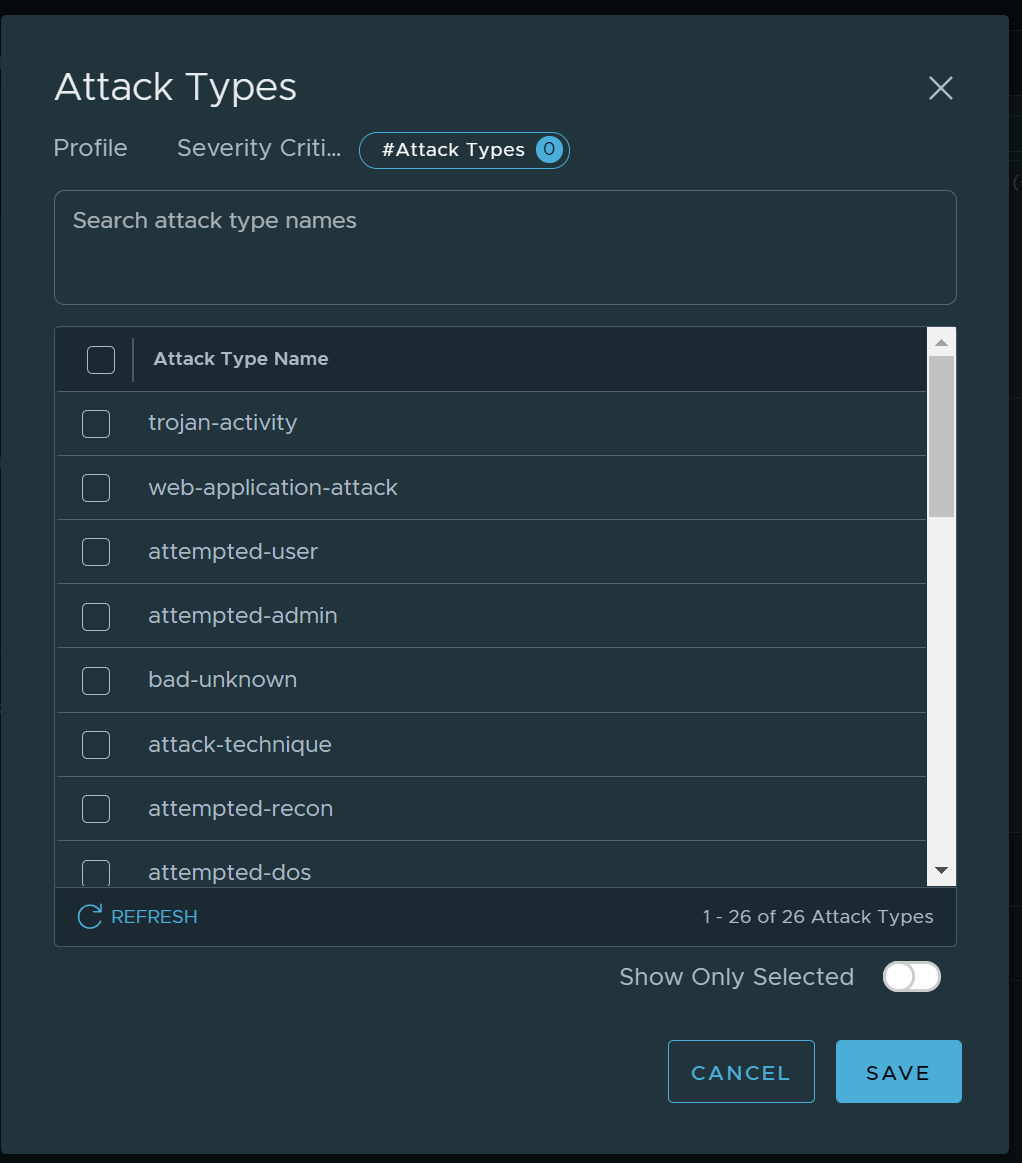 Attack Types
Profile Severity Criti... #Attack Types 0
Search attack type names
Attack Type Name
trojan-activity
web-application-attack
attempted-user
attempted-admin
bad-unknown
attack-technique
attempted-recon
attempted-dos
REFRESH 1 - 26 of 26 Attack Types
Show Only Selected
CANCEL SAVE